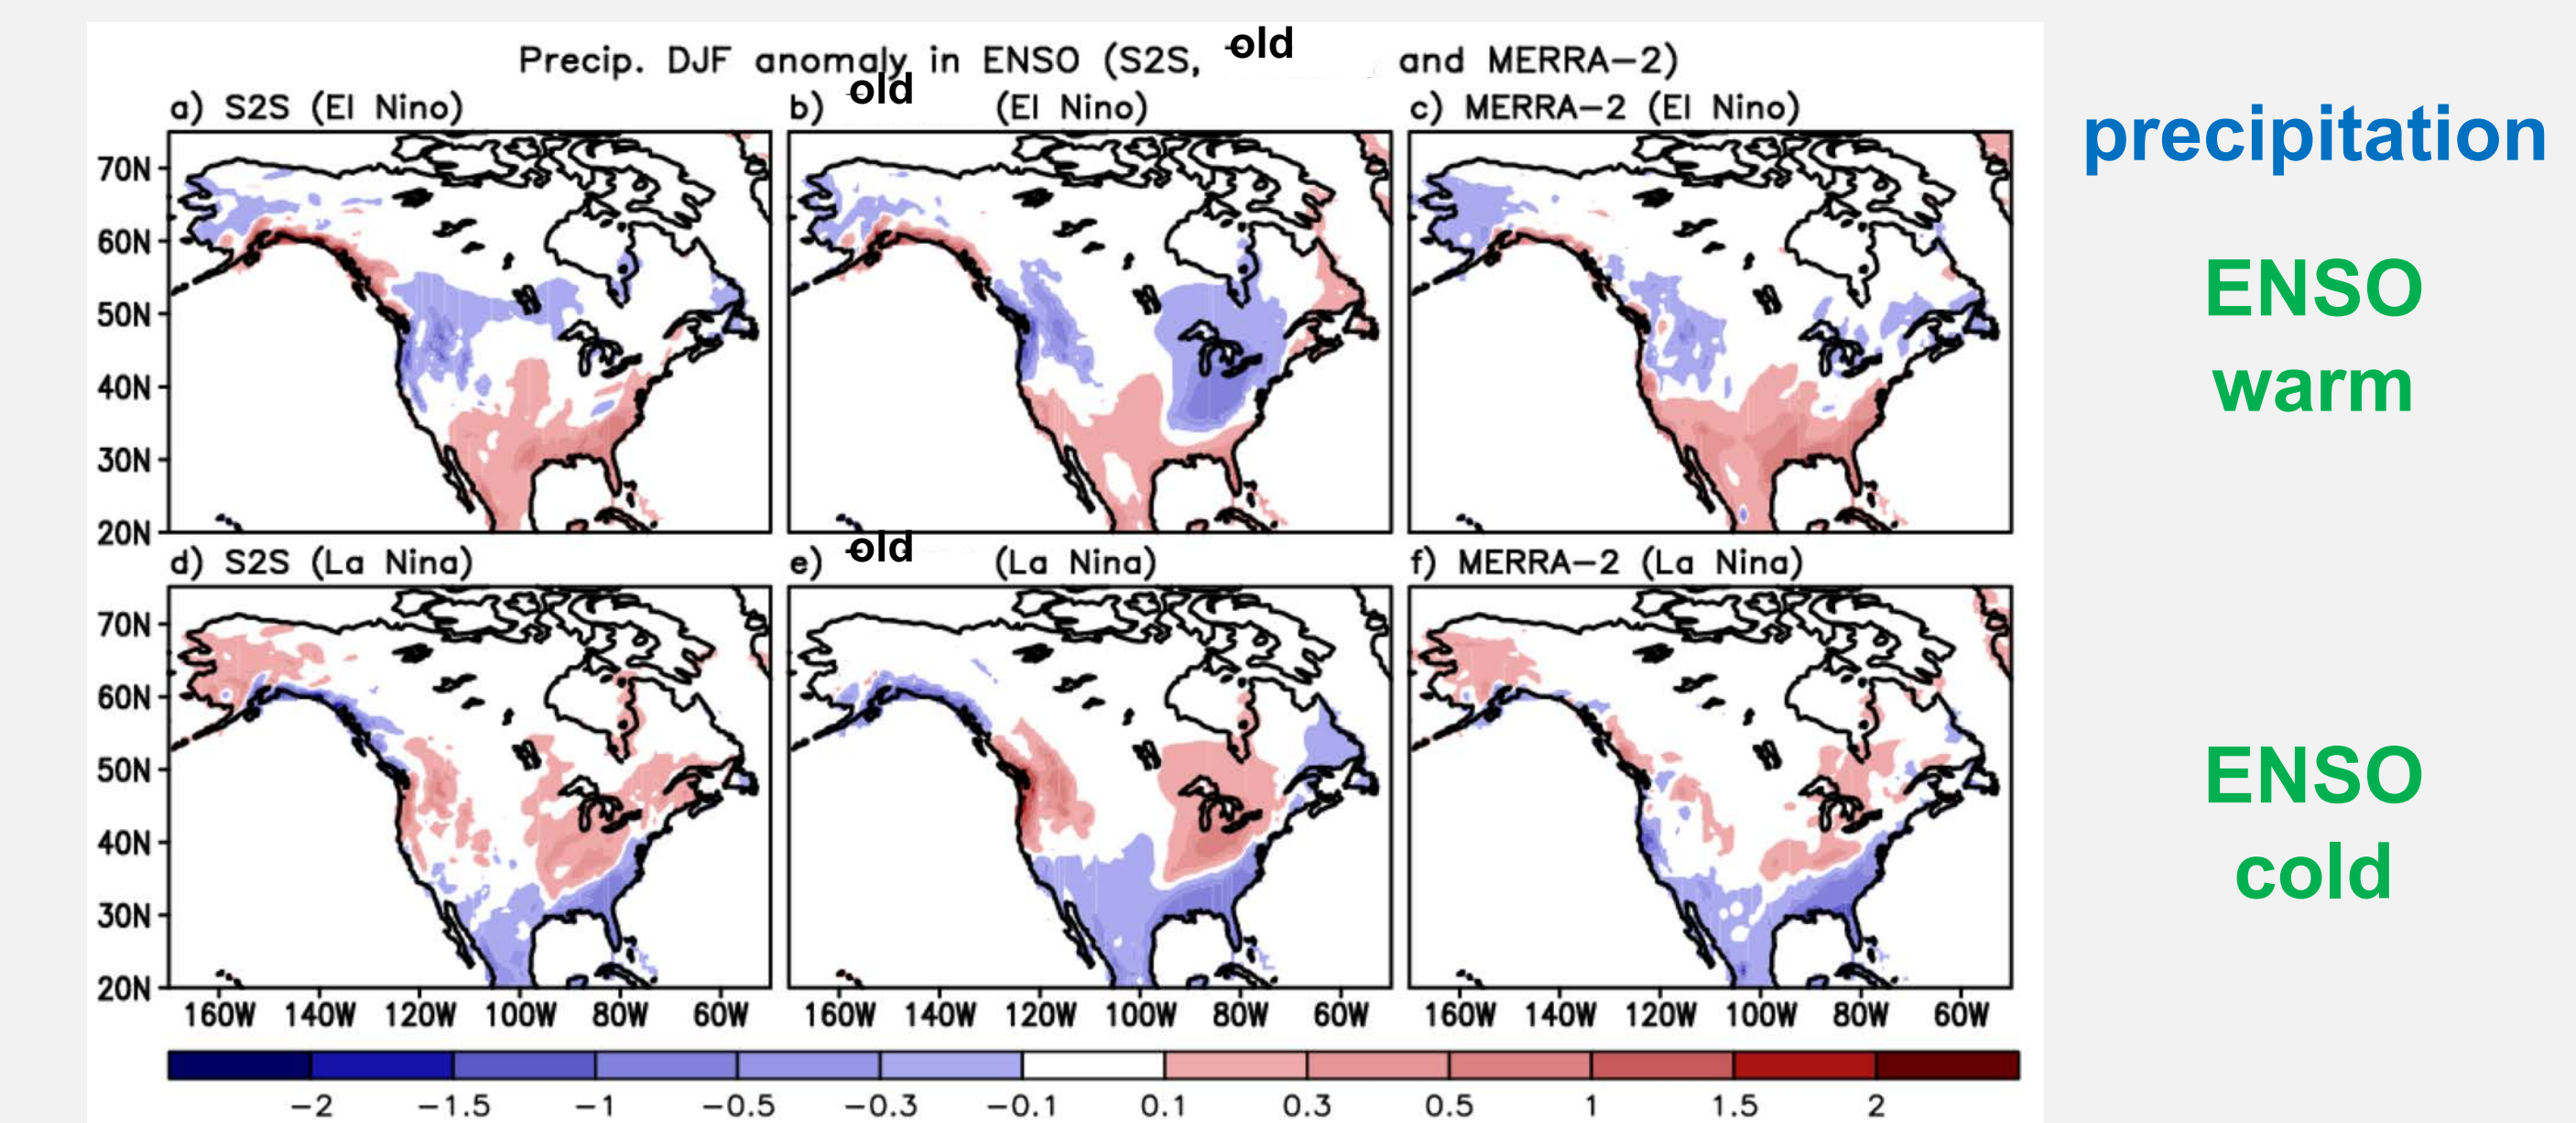 Precip. DJF anomaly in ENSO (S2S, old and MERRA-2)
a) S2S (El Nino)
b) old (El Nino)
c) MERRA-2 (El Nino)
70N
60N
50N
40N
30N
20N
d) S2S (La Nina)
e) old (La Nina)
f) MERRA-2 (La Nina)
70N
60N
50N
40N
30N
20N
160W 140W 120W 100W 80W 60W
160W 140W 120W 100W 80W 60W
160W 140W 120W 100W 80W 60W
-2 -1.5 -1 -0.5 -0.3 -0.1 0.1 0.3 0.5 1 1.5 2
precipitation
ENSO
warm
ENSO
cold